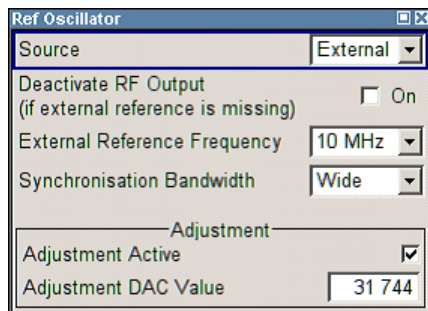 Ref Oscillator
Source External
Deactivate RF Output
(if external reference is missing) On
External Reference Frequency 10 MHz
Synchronisation Bandwidth Wide
Adjustment
Adjustment Active
Adjustment DAC Value 31 744